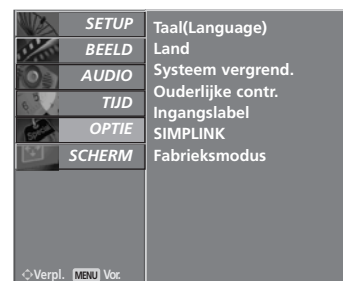 SETUP
BEELD
AUDIO
TIJD
OPTIE
SCHERM
Taal(Language)
Land
Systeem vergrend.
Ouderlijke contr.
Ingangslabel
SIMPLINK
Fabrieksmodus
Verpl. MENU Vor.